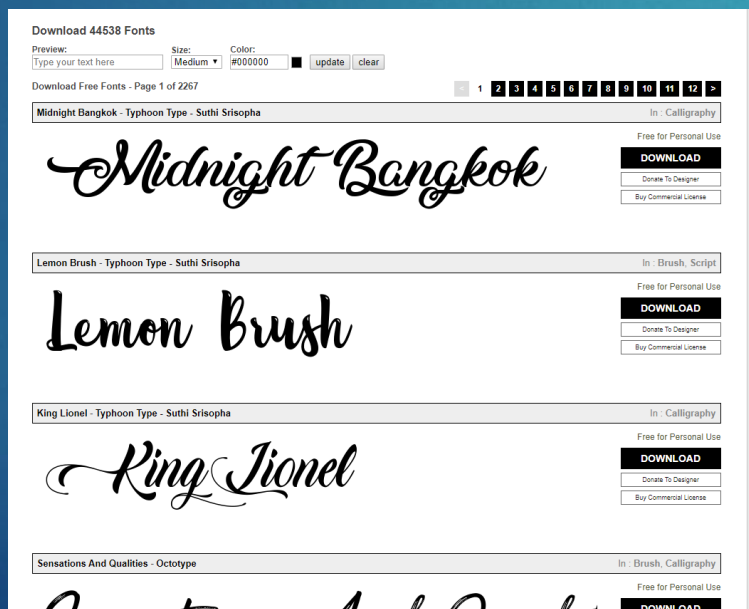 Download 44538 Fonts
Preview: Size: Color:
Type your text here Medium #000000 update clear
Download Free Fonts - Page 1 of 2267 < 1 2 3 4 5 6 7 8 9 10 11 12 >
Midnight Bangkok - Typhoon Type - Suthi Srisopha In : Calligraphy
Free for Personal Use
Midnight Bangkok
DOWNLOAD
Donate To Designer
Buy Commercial License
Lemon Brush - Typhoon Type - Suthi Srisopha In : Brush, Script
Free for Personal Use
Lemon Brush
DOWNLOAD
Donate To Designer
Buy Commercial License
King Lionel - Typhoon Type - Suthi Srisopha In : Calligraphy
Free for Personal Use
King Lionel
DOWNLOAD
Donate To Designer
Buy Commercial License
Sensations And Qualities - Octotype In : Brush, Calligraphy
Free for Personal Use
DOWNLOAD